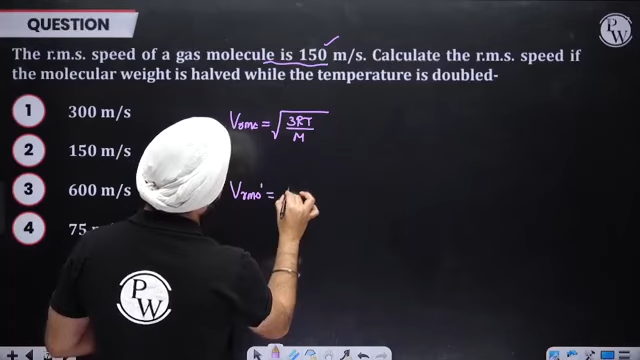 QUESTION
The r.m.s. speed of a gas molecule is 150 m/s. Calculate the r.m.s. speed if
the molecular weight is halved while the temperature is doubled-
1 300 m/s
2 150 m/s
3 600 m/s
4 75
Vrms = √3RT/M
Vrms' =
PW
PW